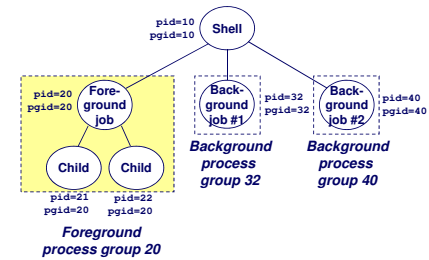 pid=10
pgid=10
Shell
pid=20
pgid=20
Fore-
ground
job
Back-
ground
job #1
pid=32
pgid=32
Back-
ground
job #2
pid=40
pgid=40
Child
Child
pid=21
pgid=20
pid=22
pgid=20
Background
process
group 32
Background
process
group 40
Foreground
process group 20